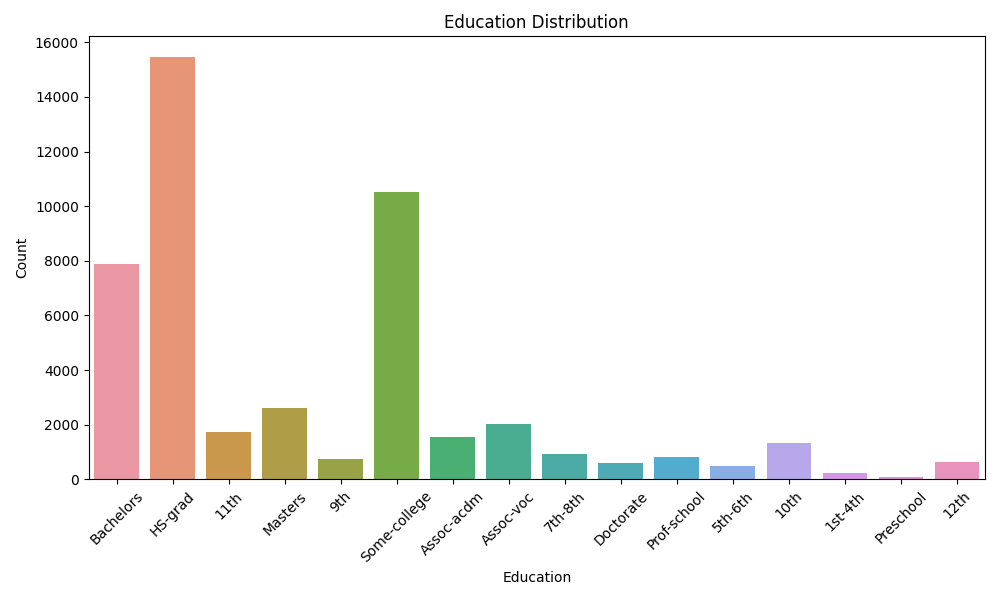 Education Distribution
16000
14000
12000
10000
8000
6000
4000
2000
0
Count
Bachelors
HS-grad
11th
Masters
9th
Some-college
Assoc-acdm
Assoc-voc
7th-8th
Doctorate
Prof-school
5th-6th
10th
1st-4th
Preschool
12th
Education